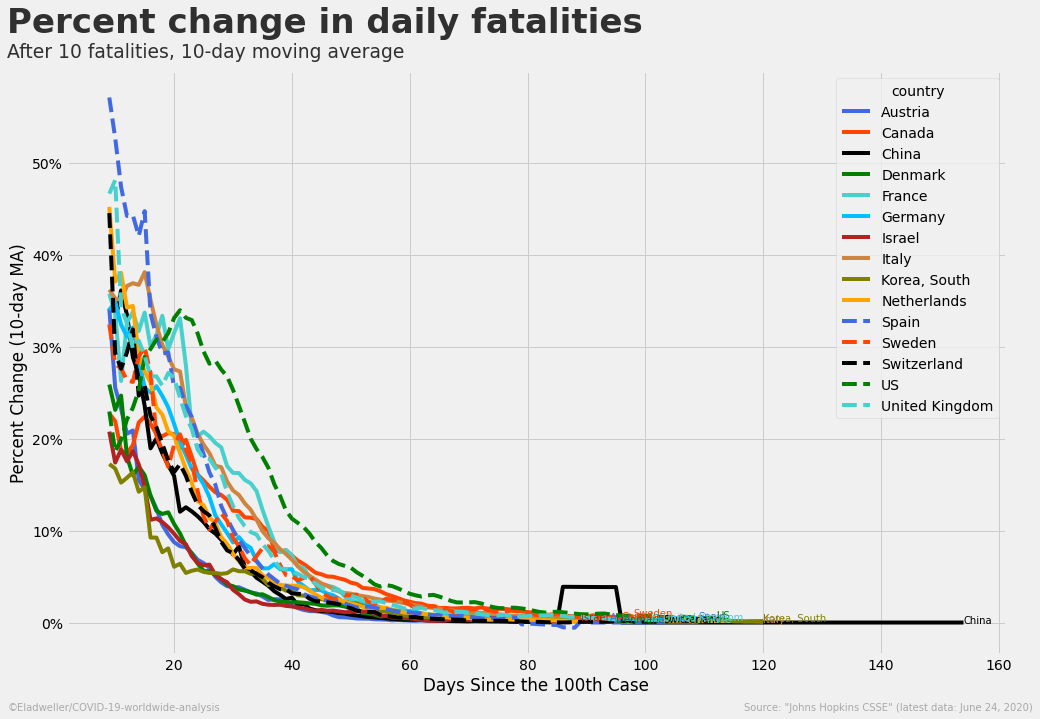 Percent change in daily fatalities
After 10 fatalities, 10-day moving average
country
Austria
Canada
China
Denmark
France
Germany
Israel
Italy
Korea, South
Netherlands
Spain
Sweden
Switzerland
US
United Kingdom
Percent Change (10-day MA)
50%
40%
30%
20%
10%
0%
Sweden
US
Korea, South
China
20
40
60
80
100
120
140
160
Days Since the 100th Case
©Eladweller/COVID-19-worldwide-analysis
Source: "Johns Hopkins CSSE" (latest data: June 24, 2020)